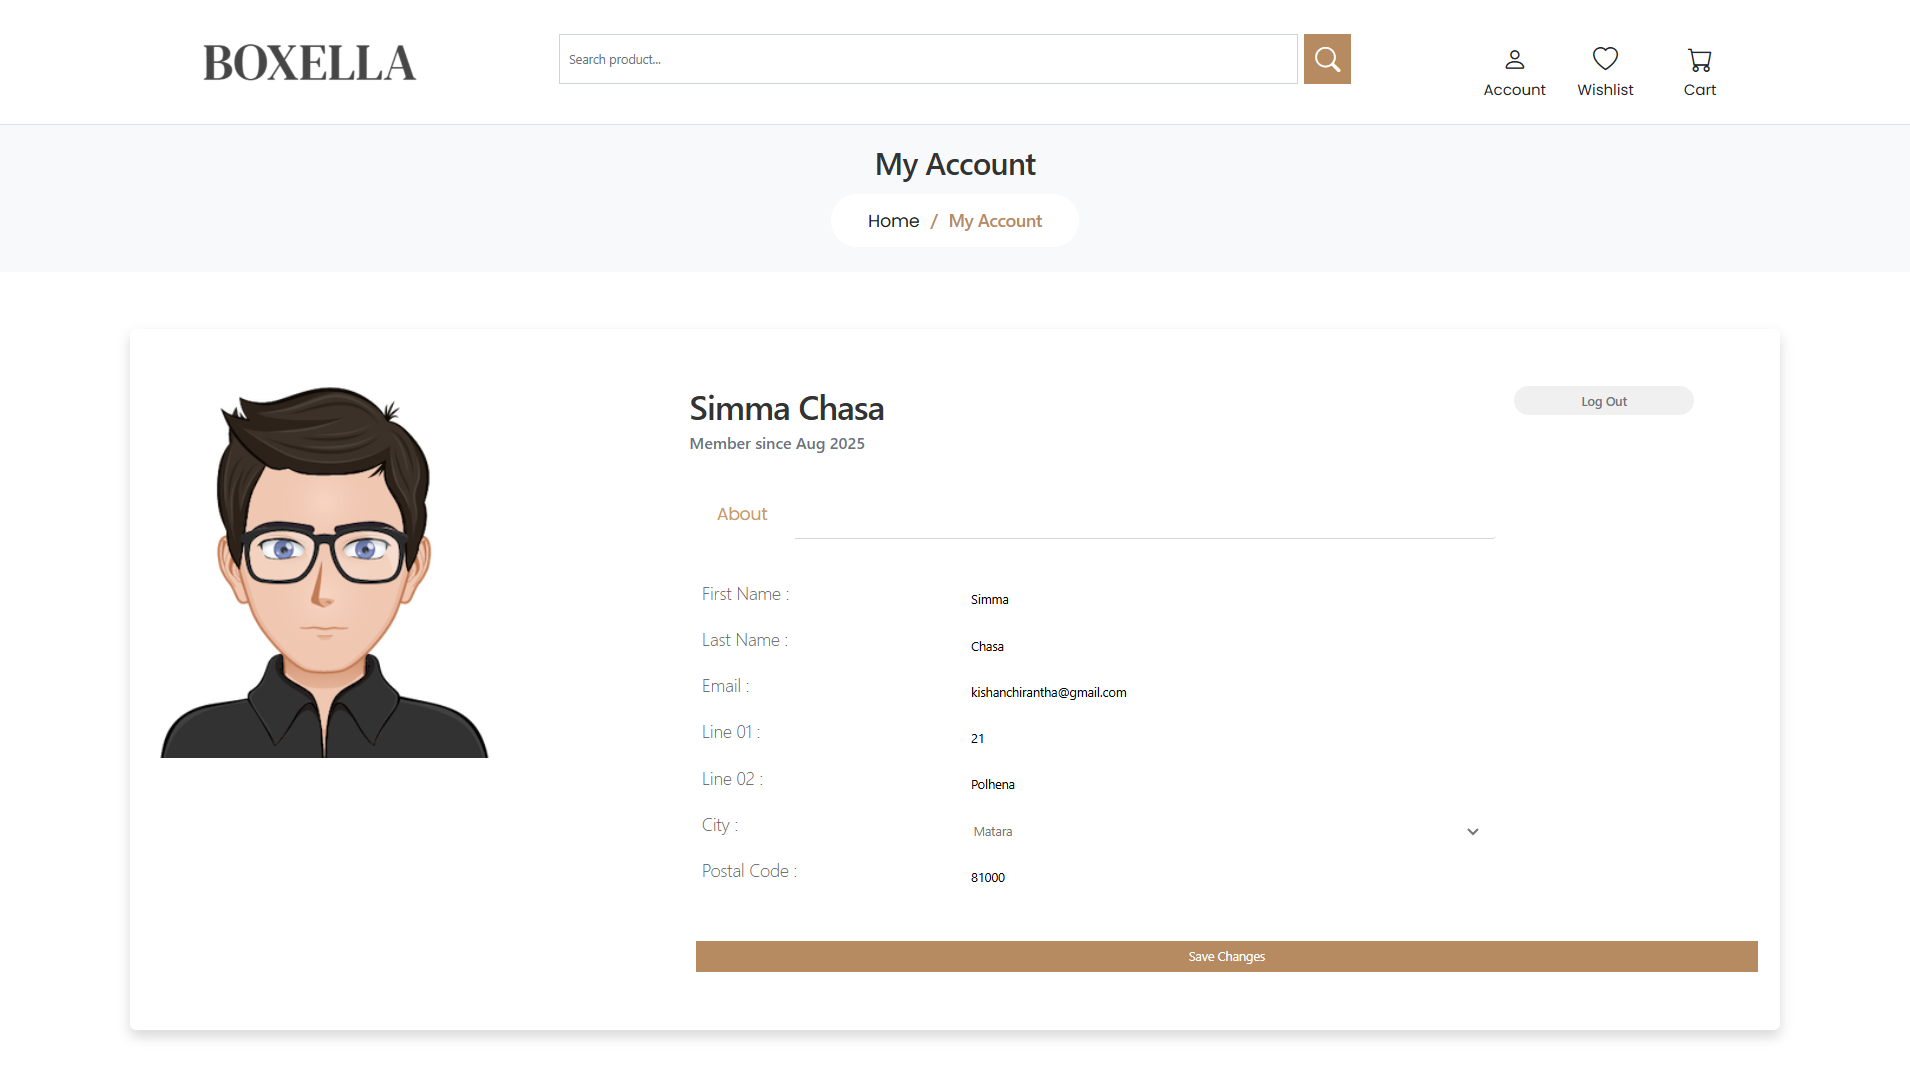 BOXELLA
Search product...
Account
Wishlist
Cart
My Account
Home / My Account
Simma Chasa
Log Out
Member since Aug 2025
About
First Name :
Simma
Last Name :
Chasa
Email :
kishanchirantha@gmail.com
Line 01 :
21
Line 02 :
Polhena
City :
Matara
Postal Code :
81000
Save Changes